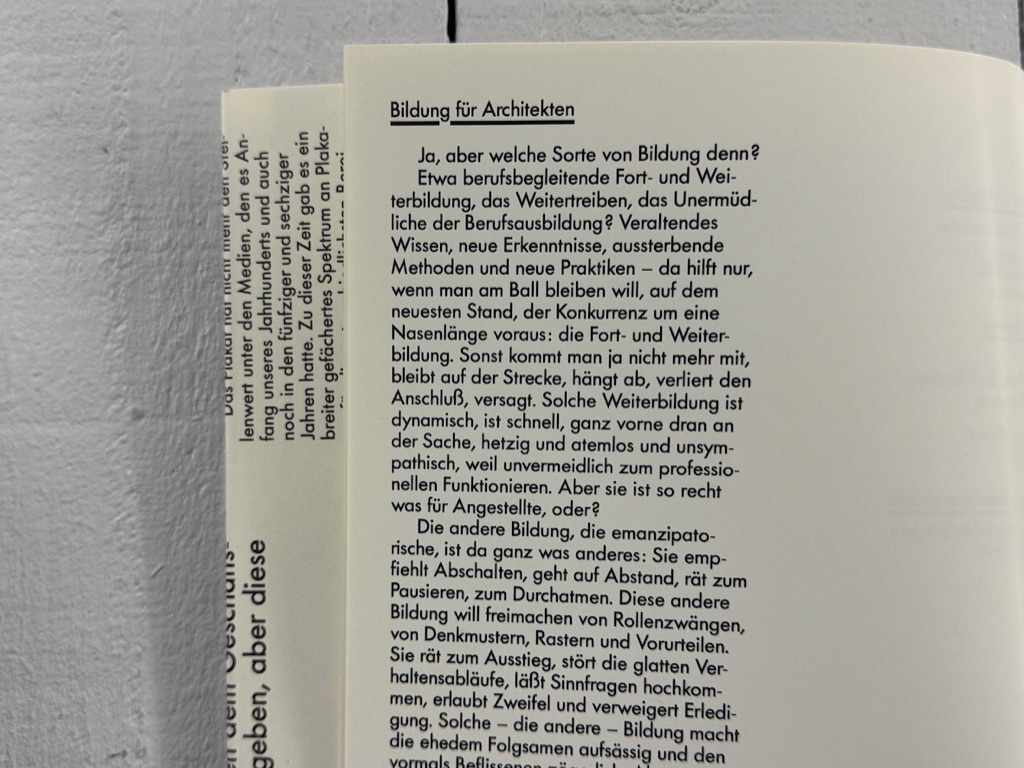 Bildung für Architekten
Ja, aber welche Sorte von Bildung denn?
Etwa berufsbegleitende Fort- und Wei-
terbildung, das Weitertreiben, das Unermüd-
liche der Berufsausbildung? Veraltendes
Wissen, neue Erkenntnisse, aussterbende
Methoden und neue Praktiken – da hilft nur,
wenn man am Ball bleiben will, auf dem
neuesten Stand, der Konkurrenz um eine
Nasenlänge voraus: die Fort- und Weiter-
bildung. Sonst kommt man ja nicht mehr mit,
bleibt auf der Strecke, hängt ab, verliert den
Anschluß, versagt. Solche Weiterbildung ist
dynamisch, ist schnell, ganz vorne dran an
der Sache, hetzig und atemlos und unsym-
pathisch, weil unvermeidlich zum professio-
nellen Funktionieren. Aber sie ist so recht
was für Angestellte, oder?
Die andere Bildung, die emanzipato-
rische, ist da ganz was anderes: Sie emp-
fiehlt Abschalten, geht auf Abstand, rät zum
Pausieren, zum Durchatmen. Diese andere
Bildung will freimachen von Rollenzwängen,
von Denkmustern, Rastern und Vorurteilen.
Sie rät zum Ausstieg, stört die glatten Ver-
haltensabläufe, läßt Sinnfragen hochkom-
men, erlaubt Zweifel und verweigert Erledi-
gung. Solche – die andere – Bildung macht
die ehedem Folgsamen aufsässig und den
vormals Beflissenen
Das Plakat hat nicht mehr den Stel-
lenwert unter den Medien, den es An-
fang unseres Jahrhunderts und auch
noch in den fünfziger und sechziger
Jahren hatte. Zu dieser Zeit gab es ein
breiter gefächertes Spektrum an Plaka-
geben, aber diese